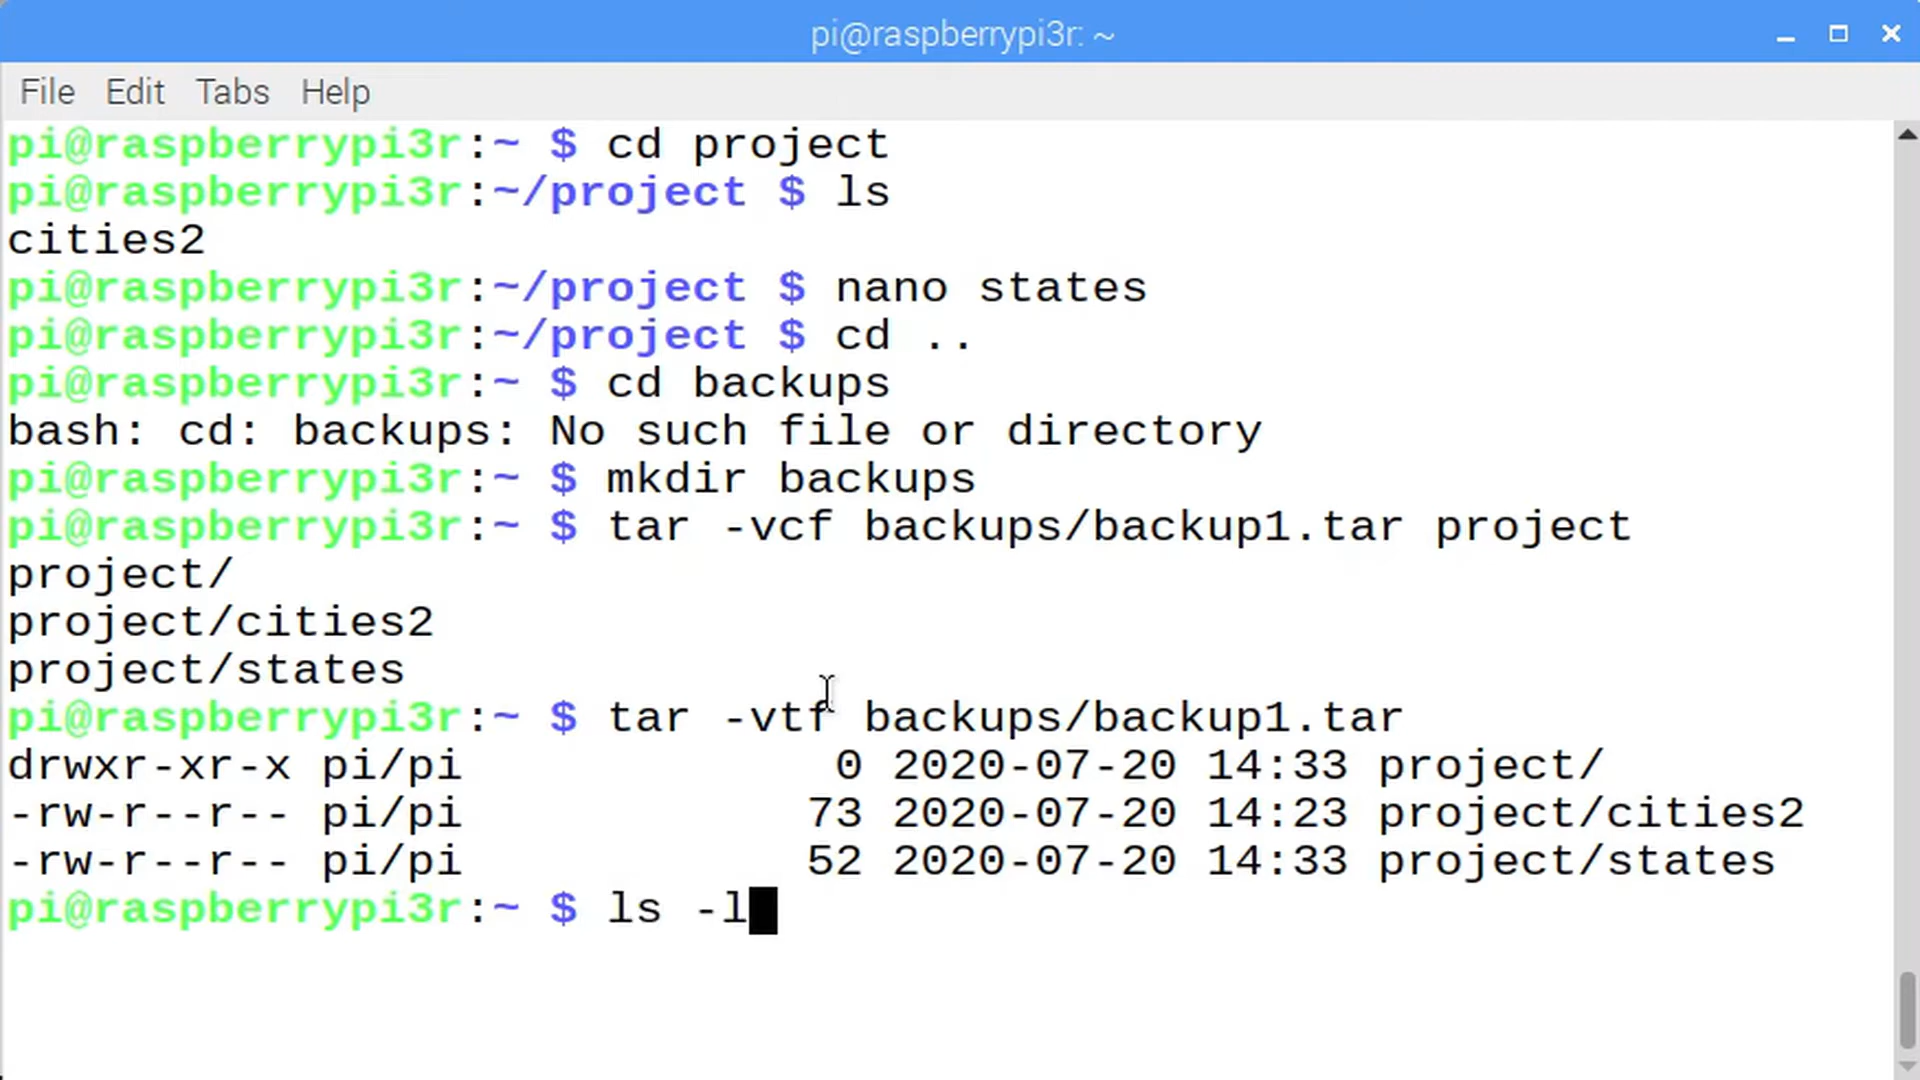 pi@raspberrypi3r: ~
File Edit Tabs Help
pi@raspberrypi3r:~ $ cd project
pi@raspberrypi3r:~/project $ ls
cities2
pi@raspberrypi3r:~/project $ nano states
pi@raspberrypi3r:~/project $ cd ..
pi@raspberrypi3r:~ $ cd backups
bash: cd: backups: No such file or directory
pi@raspberrypi3r:~ $ mkdir backups
pi@raspberrypi3r:~ $ tar -vcf backups/backup1.tar project
project/
project/cities2
project/states
pi@raspberrypi3r:~ $ tar -vtf backups/backup1.tar
drwxr-xr-x pi/pi             0 2020-07-20 14:33 project/
-rw-r--r-- pi/pi            73 2020-07-20 14:23 project/cities2
-rw-r--r-- pi/pi            52 2020-07-20 14:33 project/states
pi@raspberrypi3r:~ $ ls -l